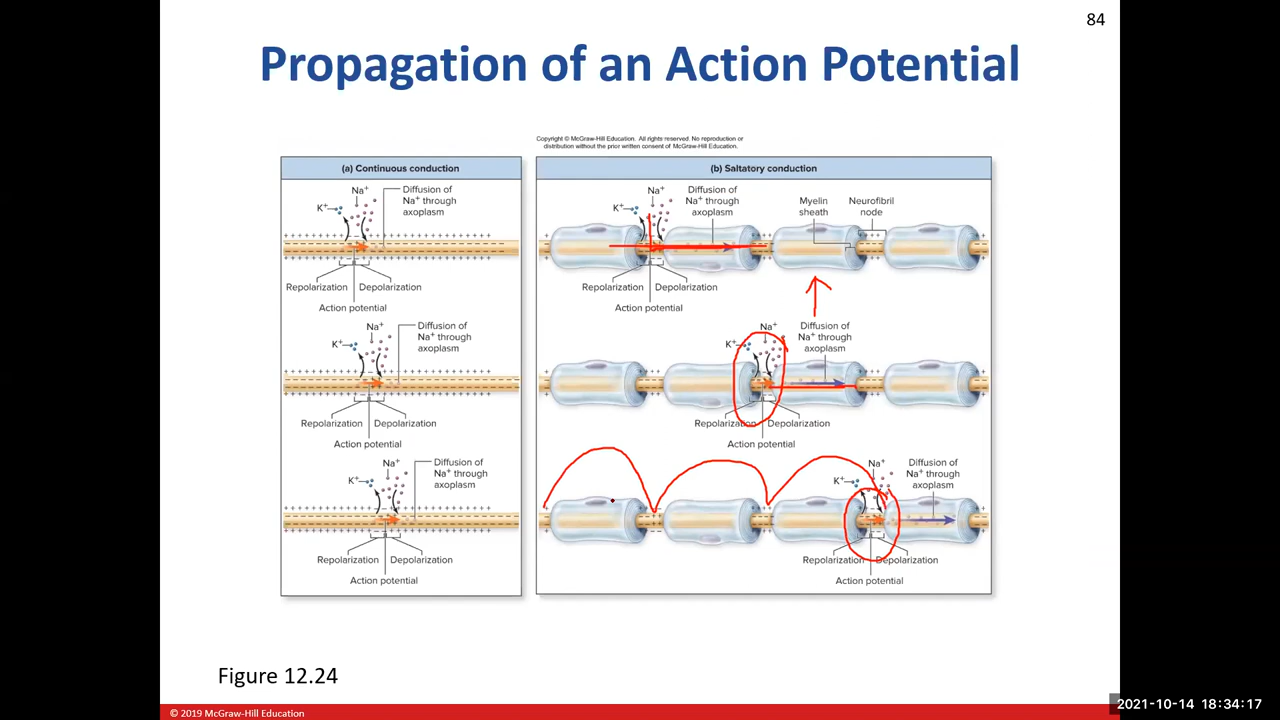 84
Propagation of an Action Potential
Copyright © McGraw-Hill Education. All rights reserved. No reproduction or
distribution without the prior written consent of McGraw-Hill Education.
(a) Continuous conduction
Na⁺
K⁺
Diffusion of
Na⁺ through
axoplasm
Repolarization
Depolarization
Action potential
Na⁺
K⁺
Diffusion of
Na⁺ through
axoplasm
Repolarization
Depolarization
Action potential
Na⁺
K⁺
Diffusion of
Na⁺ through
axoplasm
Repolarization
Depolarization
Action potential
(b) Saltatory conduction
Na⁺
K⁺
Diffusion of
Na⁺ through
axoplasm
Myelin
sheath
Neurofibril
node
Repolarization
Depolarization
Action potential
Na⁺
K⁺
Diffusion of
Na⁺ through
axoplasm
Repolarization
Depolarization
Action potential
Na⁺
K⁺
Diffusion of
Na⁺ through
axoplasm
Repolarization
Depolarization
Action potential
Figure 12.24
© 2019 McGraw-Hill Education
2021-10-14 18:34:17